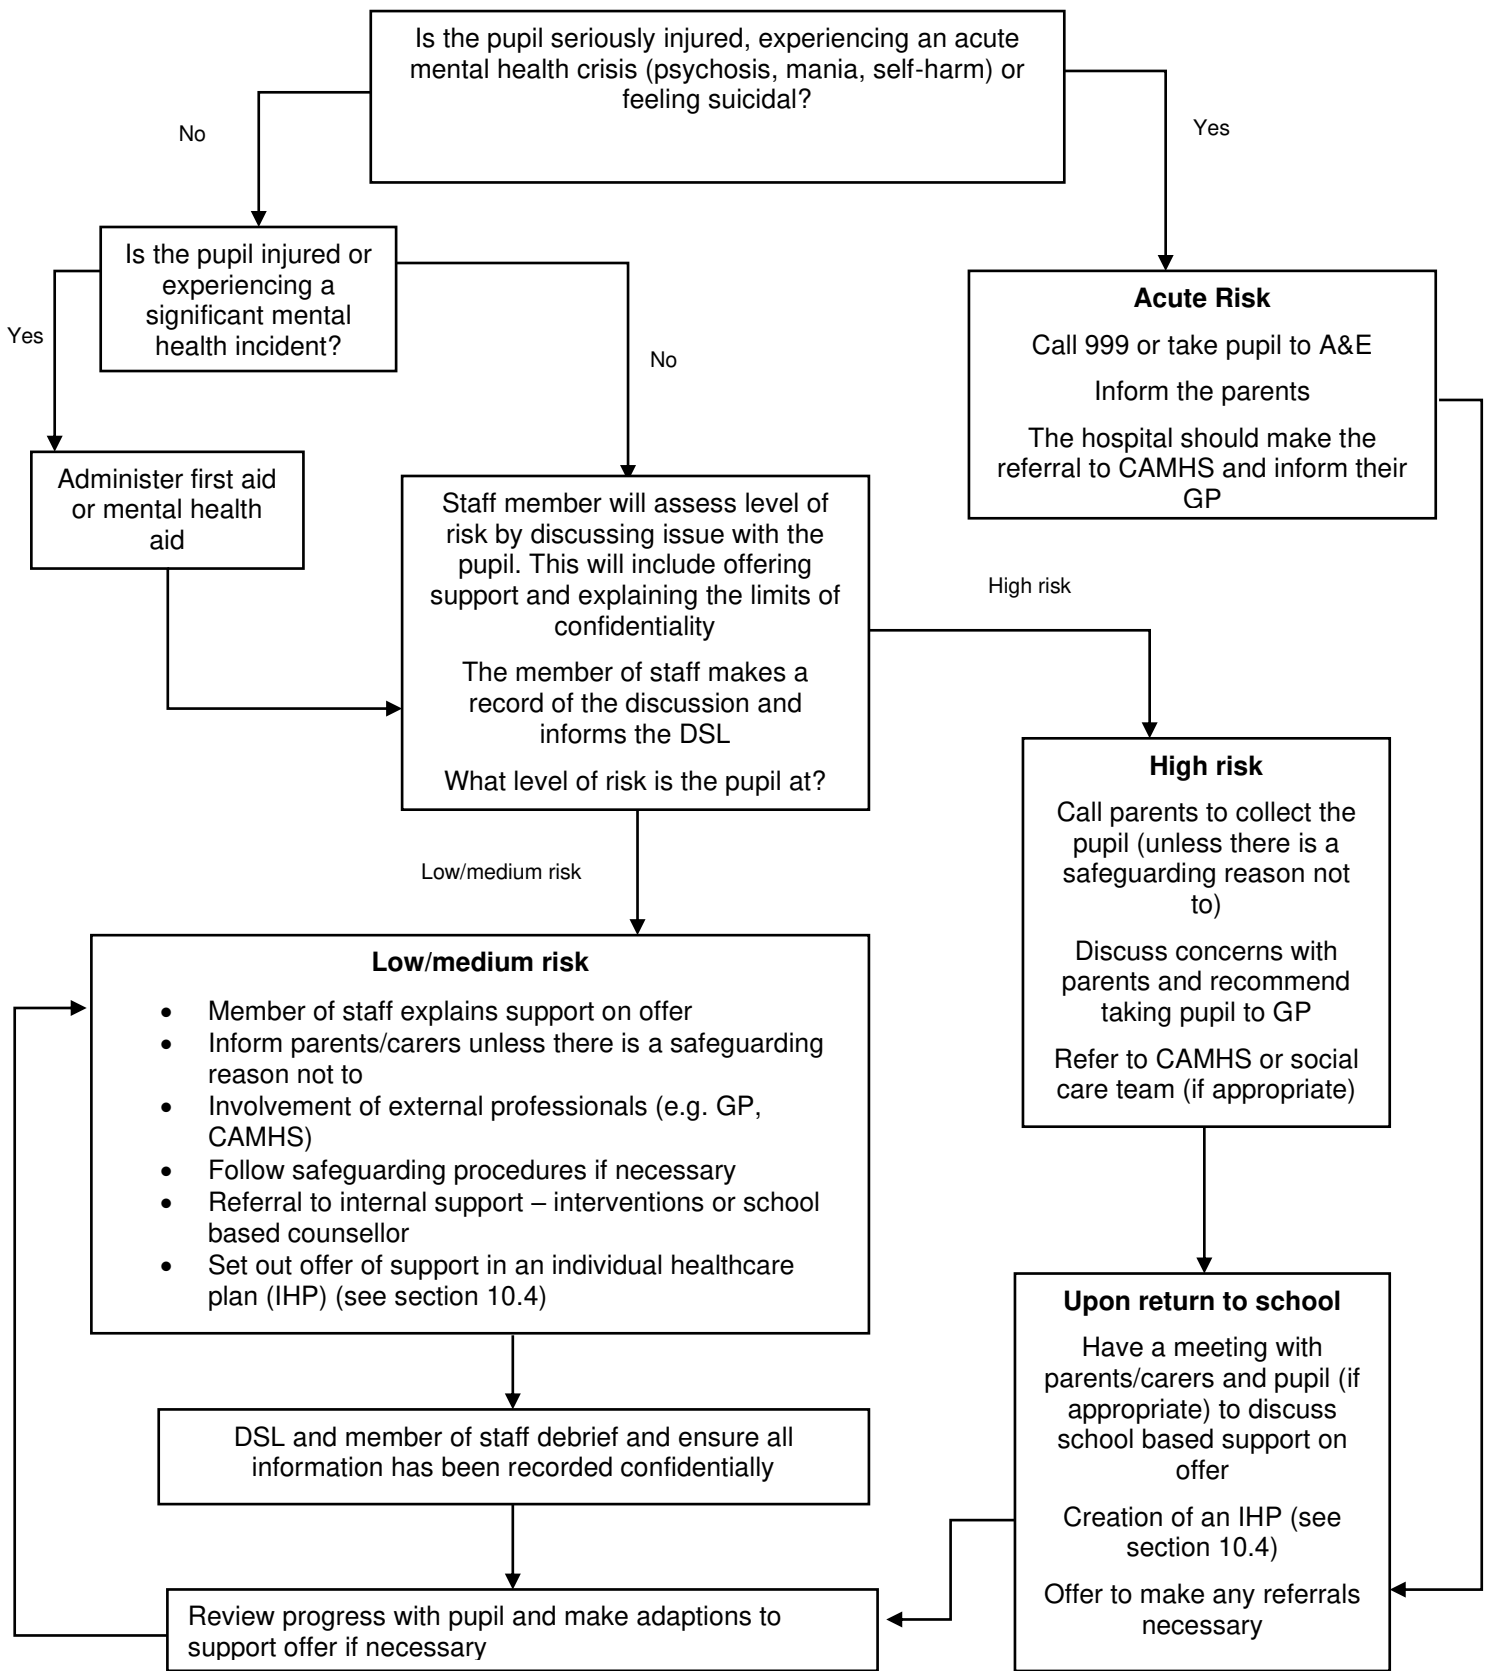 Is the pupil seriously injured, experiencing an acute
mental health crisis (psychosis, mania, self-harm) or
feeling suicidal?
No
Yes
Is the pupil injured or
experiencing a
significant mental
health incident?
Yes
No
Acute Risk
Call 999 or take pupil to A&E
Inform the parents
The hospital should make the
referral to CAMHS and inform their
GP
Administer first aid
or mental health
aid
Staff member will assess level of
risk by discussing issue with the
pupil. This will include offering
support and explaining the limits of
confidentiality
The member of staff makes a
record of the discussion and
informs the DSL
What level of risk is the pupil at?
High risk
Low/medium risk
High risk
Call parents to collect the
pupil (unless there is a
safeguarding reason not
to)
Discuss concerns with
parents and recommend
taking pupil to GP
Refer to CAMHS or social
care team (if appropriate)
Low/medium risk
• Member of staff explains support on offer
• Inform parents/carers unless there is a safeguarding
reason not to
• Involvement of external professionals (e.g. GP,
CAMHS)
• Follow safeguarding procedures if necessary
• Referral to internal support – interventions or school
based counsellor
• Set out offer of support in an individual healthcare
plan (IHP) (see section 10.4)
Upon return to school
Have a meeting with
parents/carers and pupil (if
appropriate) to discuss
school based support on
offer
Creation of an IHP (see
section 10.4)
Offer to make any referrals
necessary
DSL and member of staff debrief and ensure all
information has been recorded confidentially
Review progress with pupil and make adaptions to
support offer if necessary